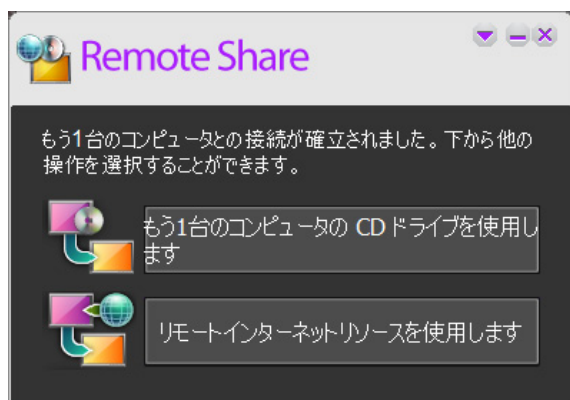 Remote Share
もう1台のコンピュータとの接続が確立されました。下から他の
操作を選択することができます。
もう1台のコンピュータの CD ドライブを使用し
ます
リモートインターネットリソースを使用します